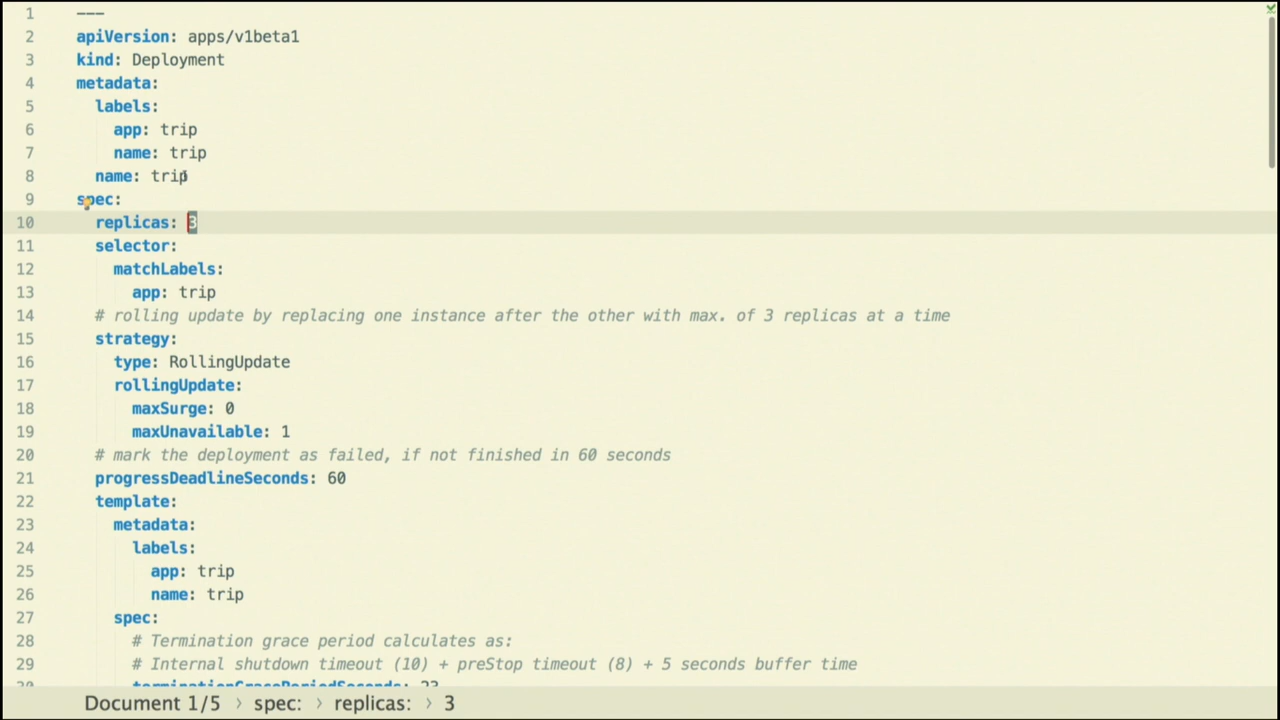 1 ---
2 apiVersion: apps/v1beta1
3 kind: Deployment
4 metadata:
5 labels:
6 app: trip
7 name: trip
8 name: trip
9 spec:
10 replicas: 3
11 selector:
12 matchLabels:
13 app: trip
14 # rolling update by replacing one instance after the other with max. of 3 replicas at a time
15 strategy:
16 type: RollingUpdate
17 rollingUpdate:
18 maxSurge: 0
19 maxUnavailable: 1
20 # mark the deployment as failed, if not finished in 60 seconds
21 progressDeadlineSeconds: 60
22 template:
23 metadata:
24 labels:
25 app: trip
26 name: trip
27 spec:
28 # Termination grace period calculates as:
29 # Internal shutdown timeout (10) + preStop timeout (8) + 5 seconds buffer time
30 terminationGracePeriodSeconds: 23
Document 1/5 › spec: › replicas: › 3